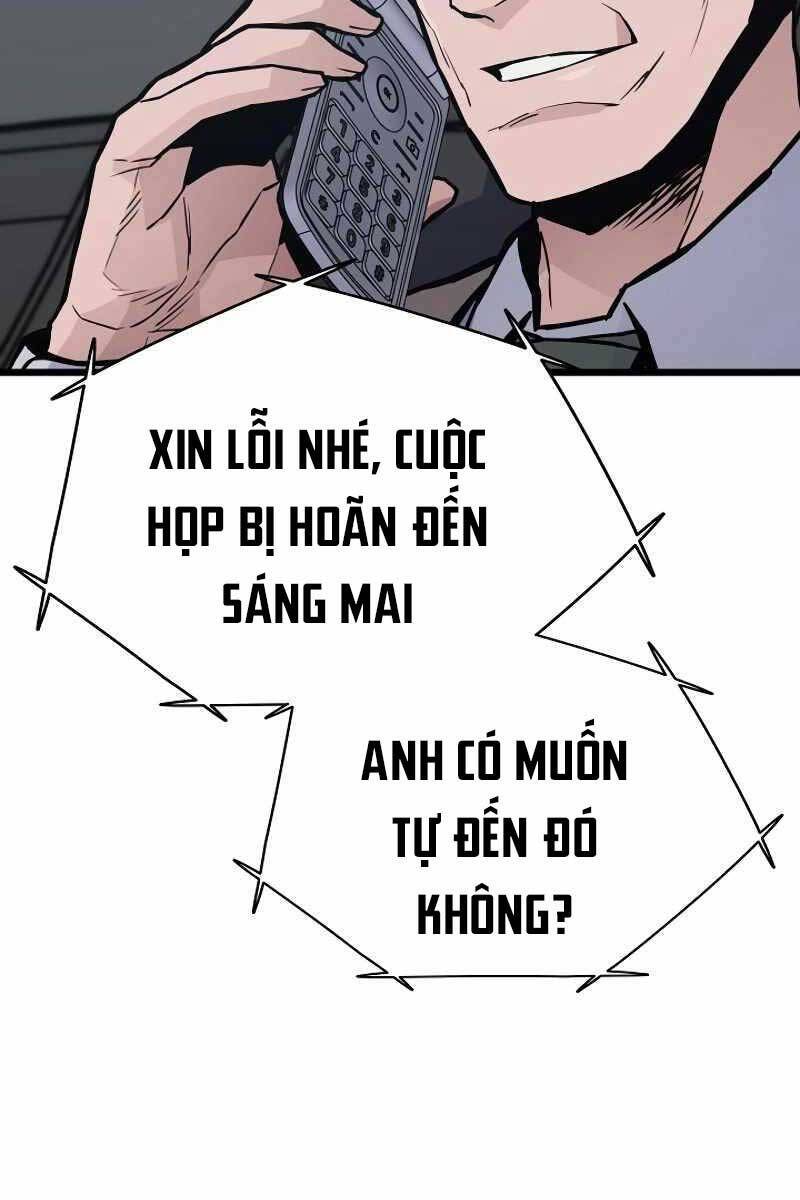 XIN LỖI NHÉ, CUỘC
HỌP BỊ HOÃN ĐẾN
SÁNG MAI
ANH CÓ MUỐN
TỰ ĐẾN ĐÓ
KHÔNG?